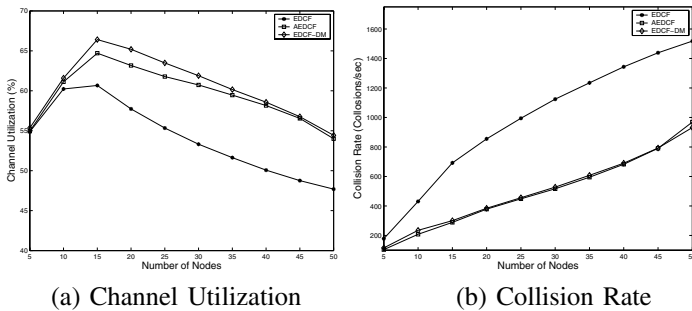 70
65
60
55
50
45
40
5 10 15 20 25 30 35 40 45 50
Channel Utilization (%)
Number of Nodes
EDCF
AEDCF
EDCF-DM
(a) Channel Utilization
1600
1400
1200
1000
800
600
400
200
5 10 15 20 25 30 35 40 45 50
Collision Rate (Collosions/sec)
Number of Nodes
EDCF
AEDCF
EDCF-DM
(b) Collision Rate